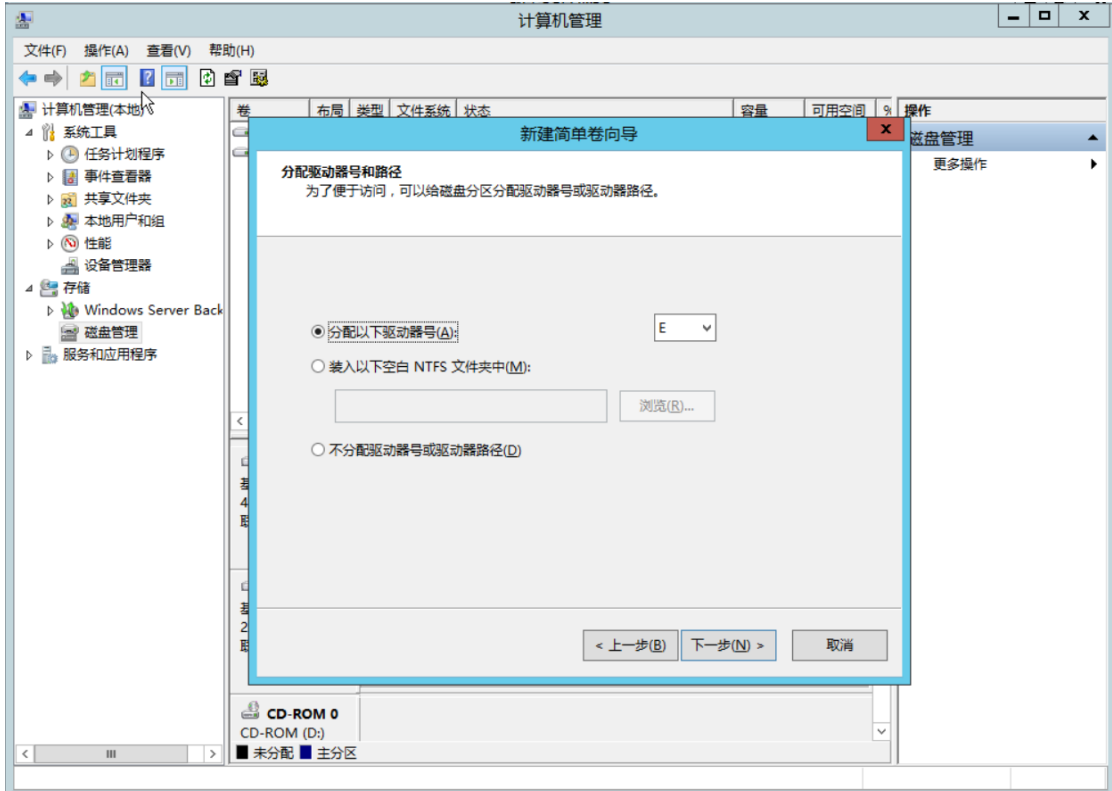 计算机管理
文件(F) 操作(A) 查看(V) 帮助(H)
计算机管理(本地
系统工具
任务计划程序
事件查看器
共享文件夹
本地用户和组
性能
设备管理器
存储
Windows Server Back
磁盘管理
服务和应用程序
卷 布局 类型 文件系统 状态 容量 可用空间 %
新建简单卷向导
x
分配驱动器号和路径
为了便于访问，可以给磁盘分区分配驱动器号或驱动器路径。
分配以下驱动器号(A):
E
装入以下空白 NTFS 文件夹中(M):
浏览(R)...
不分配驱动器号或驱动器路径(D)
< 上一步(B) 下一步(N) > 取消
基
4
联
基
2
联
CD-ROM 0
CD-ROM (D:)
未分配 主分区
操作
磁盘管理
更多操作